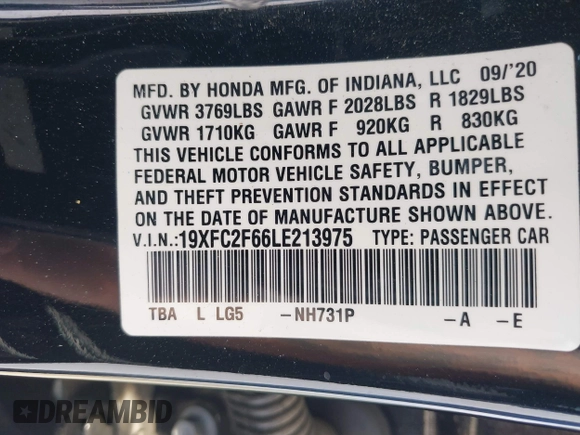 MFD. BY HONDA MFG. OF INDIANA, LLC 09/'20
GVWR 3769LBS GAWR F 2028LBS R 1829LBS
GVWR 1710KG GAWR F 920KG R 830KG
THIS VEHICLE CONFORMS TO ALL APPLICABLE
FEDERAL MOTOR VEHICLE SAFETY, BUMPER,
AND THEFT PREVENTION STANDARDS IN EFFECT
ON THE DATE OF MANUFACTURE SHOWN ABOVE.
V.I.N.:19XFC2F66LE213975 TYPE: PASSENGER CAR
TBA L LG5 -NH731P -A -E
DREAMBID